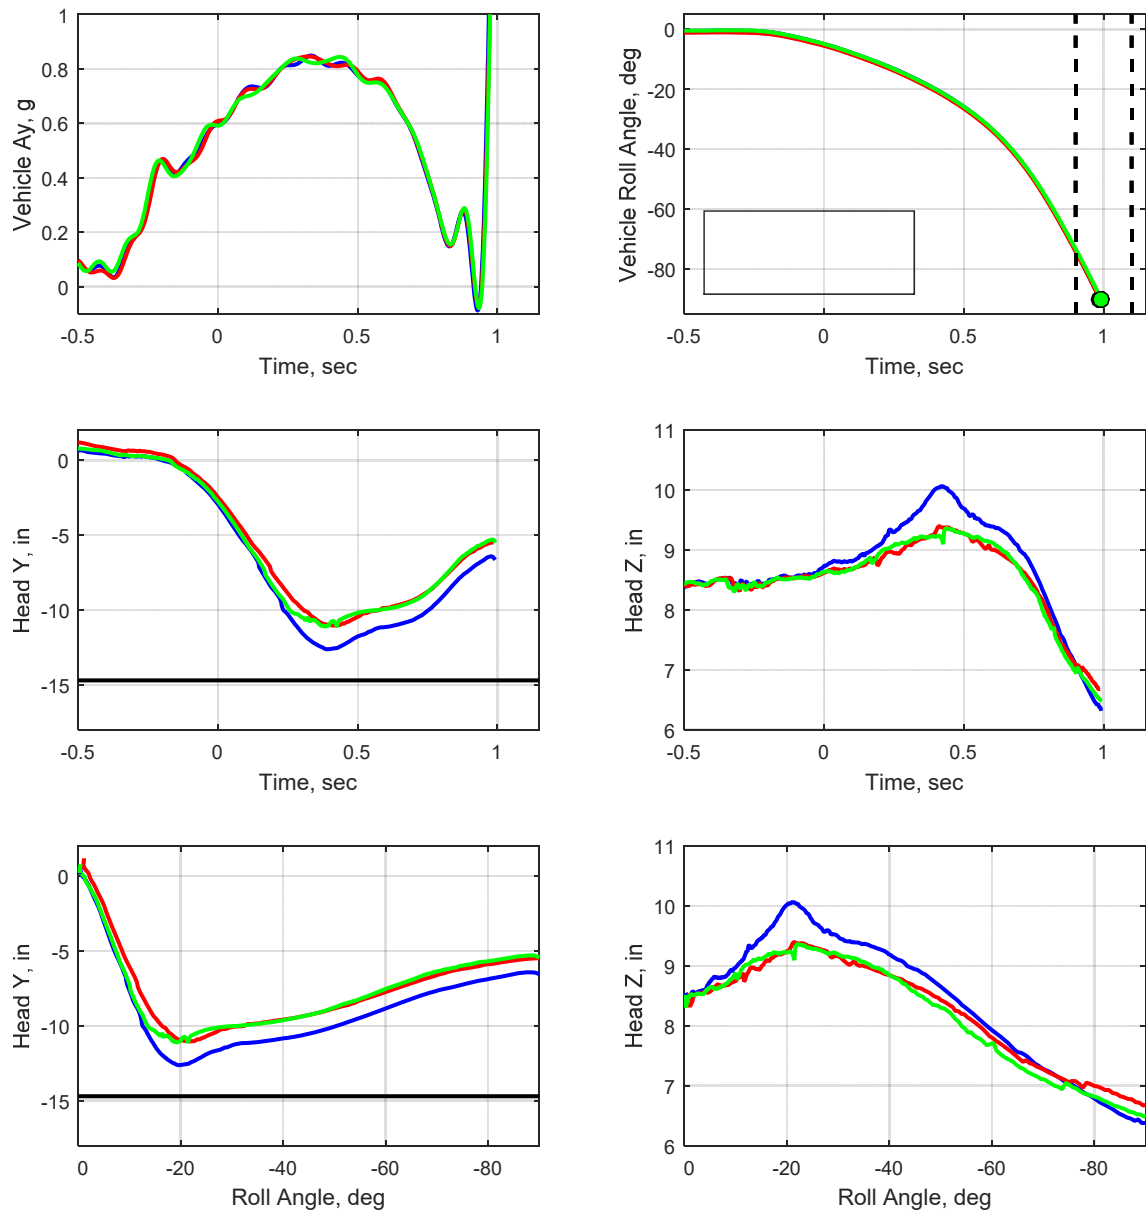 1
0.8
0.6
0.4
0.2
0
Vehicle Ay, g
-0.5 0 0.5 1
Time, sec
0
-20
-40
-60
-80
Vehicle Roll Angle, deg
-0.5 0 0.5 1
Time, sec
0
-5
-10
-15
Head Y, in
-0.5 0 0.5 1
Time, sec
11
10
9
8
7
6
Head Z, in
-0.5 0 0.5 1
Time, sec
0
-5
-10
-15
Head Y, in
0 -20 -40 -60 -80
Roll Angle, deg
11
10
9
8
7
6
Head Z, in
0 -20 -40 -60 -80
Roll Angle, deg